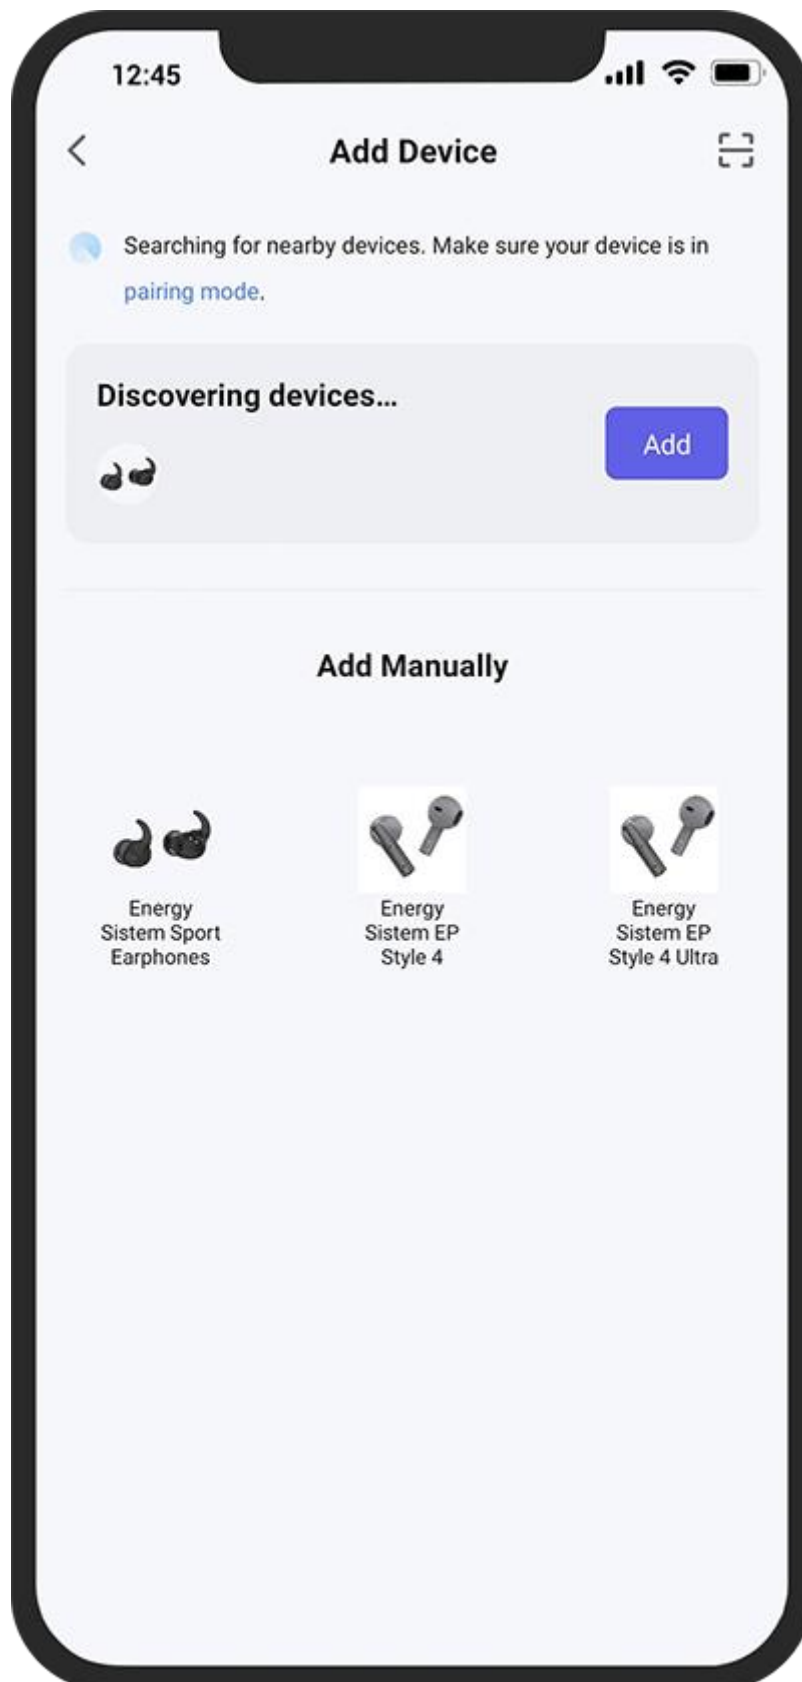 12:45
Add Device
Searching for nearby devices. Make sure your device is in
pairing mode.
Discovering devices...
Add
Add Manually
Energy
Sistem Sport
Earphones
Energy
Sistem EP
Style 4
Energy
Sistem EP
Style 4 Ultra